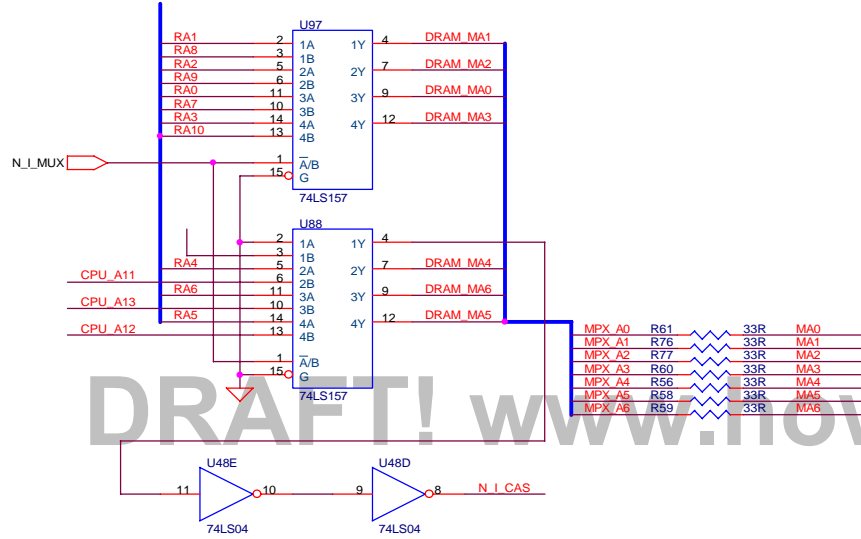 U97
RA1 2 1A 1Y 4 DRAM_MA1
RA8 3 1B
RA2 5 2A 2Y 7 DRAM_MA2
RA9 6 2B
RA0 11 3A 3Y 9 DRAM_MA0
RA7 10 3B
RA3 14 4A 4Y 12 DRAM_MA3
RA10 13 4B
N_I_MUX 1 A/B
15 G
74LS157
U88
2 1A 1Y 4
3 1B
RA4 5 2A 2Y 7 DRAM_MA4
CPU_A11 6 2B
RA6 11 3A 3Y 9 DRAM_MA6
CPU_A13 10 3B
RA5 14 4A 4Y 12 DRAM_MA5
CPU_A12 13 4B
1 A/B
15 G
74LS157
MPX_A0 R61 33R MA0
MPX_A1 R76 33R MA1
MPX_A2 R77 33R MA2
MPX_A3 R60 33R MA3
MPX_A4 R56 33R MA4
MPX_A5 R58 33R MA5
MPX_A6 R59 33R MA6
DRAFT! www.hov
U48E U48D
11 10 9 8 N_I_CAS
74LS04 74LS04